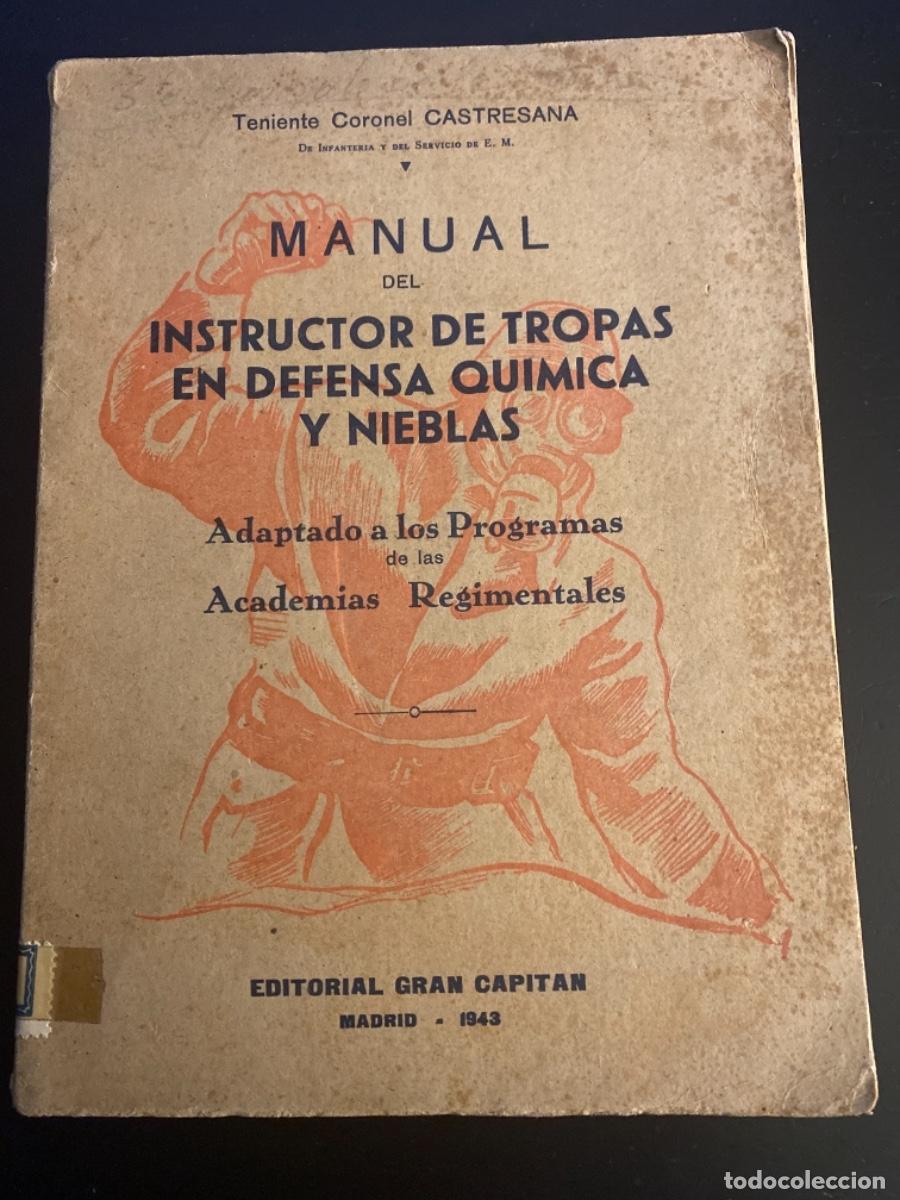 Teniente Coronel CASTRESANA
DE INFANTERIA Y DEL SERVICIO DE E. M.
MANUAL
DEL
INSTRUCTOR DE TROPAS
EN DEFENSA QUIMICA
Y NIEBLAS
Adaptado a los Programas
de las
Academias Regimentales
EDITORIAL GRAN CAPITAN
MADRID - 1943
todocoleccion